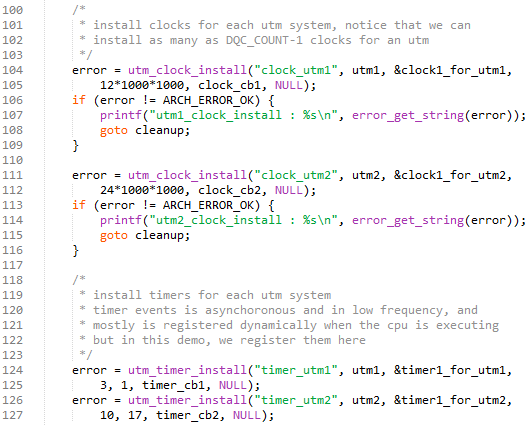 100 /*
101  * install clocks for each utm system, notice that we can
102  * install as many as DQC_COUNT-1 clocks for an utm
103  */
104 error = utm_clock_install("clock_utm1", utm1, &clock1_for_utm1,
105     12*1000*1000, clock_cb1, NULL);
106 if (error != ARCH_ERROR_OK) {
107     printf("utm1_clock_install : %s\n", error_get_string(error));
108     goto cleanup;
109 }
110
111 error = utm_clock_install("clock_utm2", utm2, &clock1_for_utm2,
112     24*1000*1000, clock_cb2, NULL);
113 if (error != ARCH_ERROR_OK) {
114     printf("utm2_clock_install : %s\n", error_get_string(error));
115     goto cleanup;
116 }
117
118 /*
119  * install timers for each utm system
120  * timer events is asynchoronous and in low frequency, and
121  * mostly is registered dynamically when the cpu is executing
122  * but in this demo, we register them here
123  */
124 error = utm_timer_install("timer_utm1", utm1, &timer1_for_utm1,
125     3, 1, timer_cb1, NULL);
126 error = utm_timer_install("timer_utm2", utm2, &timer1_for_utm2,
127     10, 17, timer_cb2, NULL);